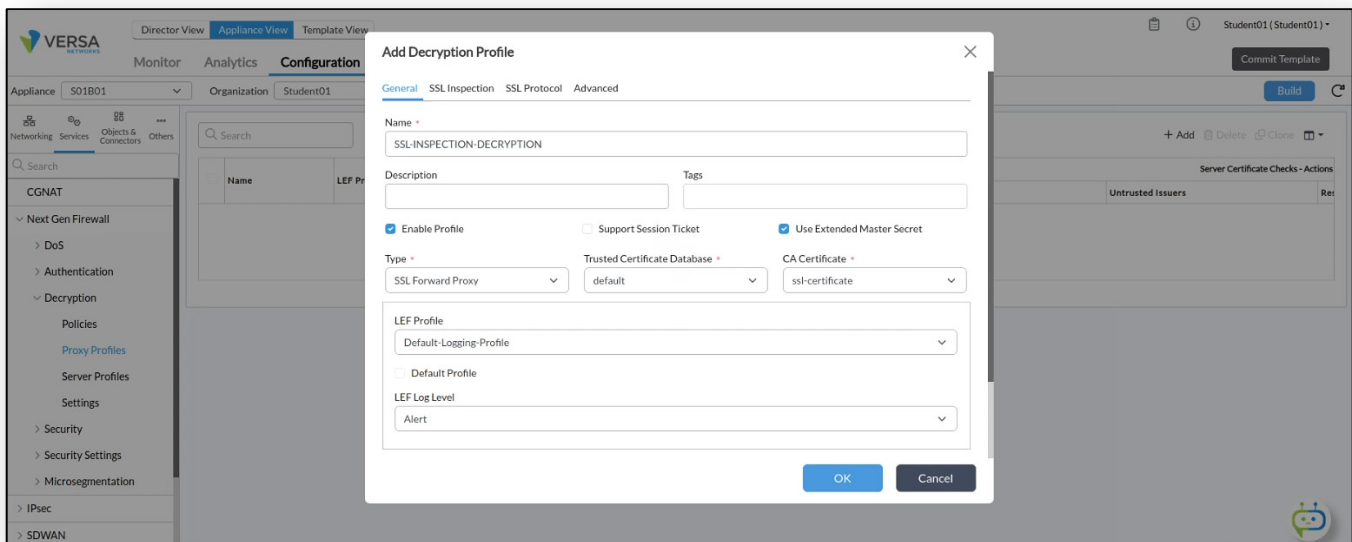 VERSA
NETWORKS
Director View Appliance View Template View
Student01 ( Student01 )
Monitor Analytics Configuration
Commit Template
Appliance S01B01 Organization Student01
Build
Networking Services Objects & Connectors Others
Search
Search
+ Add Delete Clone
Name LEF Pr
Server Certificate Checks - Actions
Untrusted Issuers Res
CGNAT
Next Gen Firewall
DoS
Authentication
Decryption
Policies
Proxy Profiles
Server Profiles
Settings
Security
Security Settings
Microsegmentation
IPsec
SDWAN
Add Decryption Profile
General SSL Inspection SSL Protocol Advanced
Name *
SSL-INSPECTION-DECRYPTION
Description Tags
Enable Profile Support Session Ticket Use Extended Master Secret
Type * Trusted Certificate Database * CA Certificate *
SSL Forward Proxy default ssl-certificate
LEF Profile
Default-Logging-Profile
Default Profile
LEF Log Level
Alert
OK Cancel